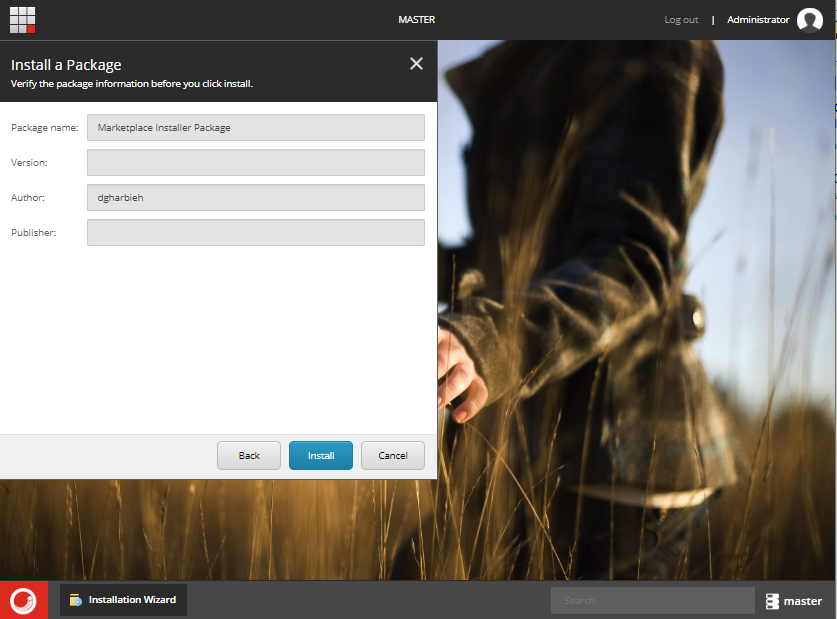 MASTER
Log out | Administrator
Install a Package
Verify the package information before you click install.
Package name: Marketplace Installer Package
Version:
Author: dgharbieh
Publisher:
Back Install Cancel
Installation Wizard Search master